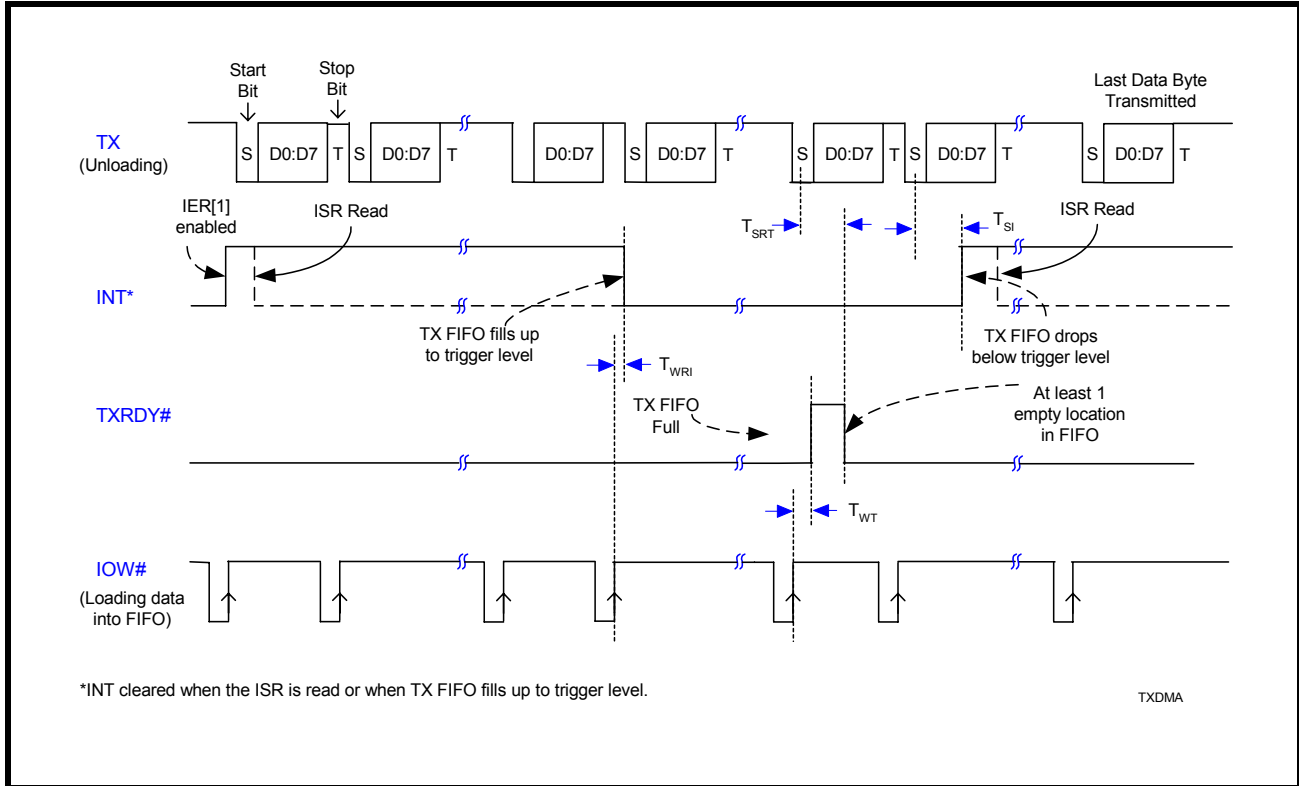 Start
Bit
Stop
Bit
Last Data Byte
Transmitted
TX
(Unloading)
S D0:D7 T S D0:D7 T D0:D7 S D0:D7 T S D0:D7 T S D0:D7 T S D0:D7 T
IER[1]
enabled
ISR Read
TSRT
TSI
ISR Read
INT*
TX FIFO fills up
to trigger level
TX FIFO drops
below trigger level
TWRI
TXRDY#
TX FIFO
Full
At least 1
empty location
in FIFO
TWT
IOW#
(Loading data
into FIFO)
*INT cleared when the ISR is read or when TX FIFO fills up to trigger level.
TXDMA